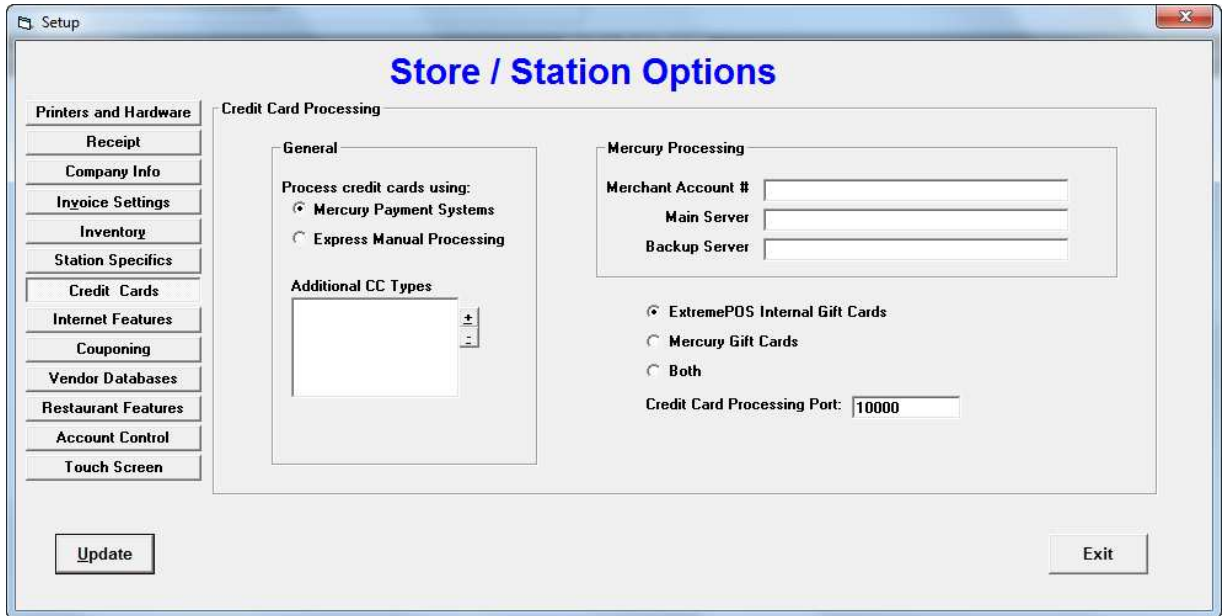 Setup
Store / Station Options
Printers and Hardware
Receipt
Company Info
Invoice Settings
Inventory
Station Specifics
Credit Cards
Internet Features
Couponing
Vendor Databases
Restaurant Features
Account Control
Touch Screen
Credit Card Processing
General
Process credit cards using:
Mercury Payment Systems
Express Manual Processing
Additional CC Types
+
-
Mercury Processing
Merchant Account #
Main Server
Backup Server
ExtremePOS Internal Gift Cards
Mercury Gift Cards
Both
Credit Card Processing Port: 10000
Update
Exit